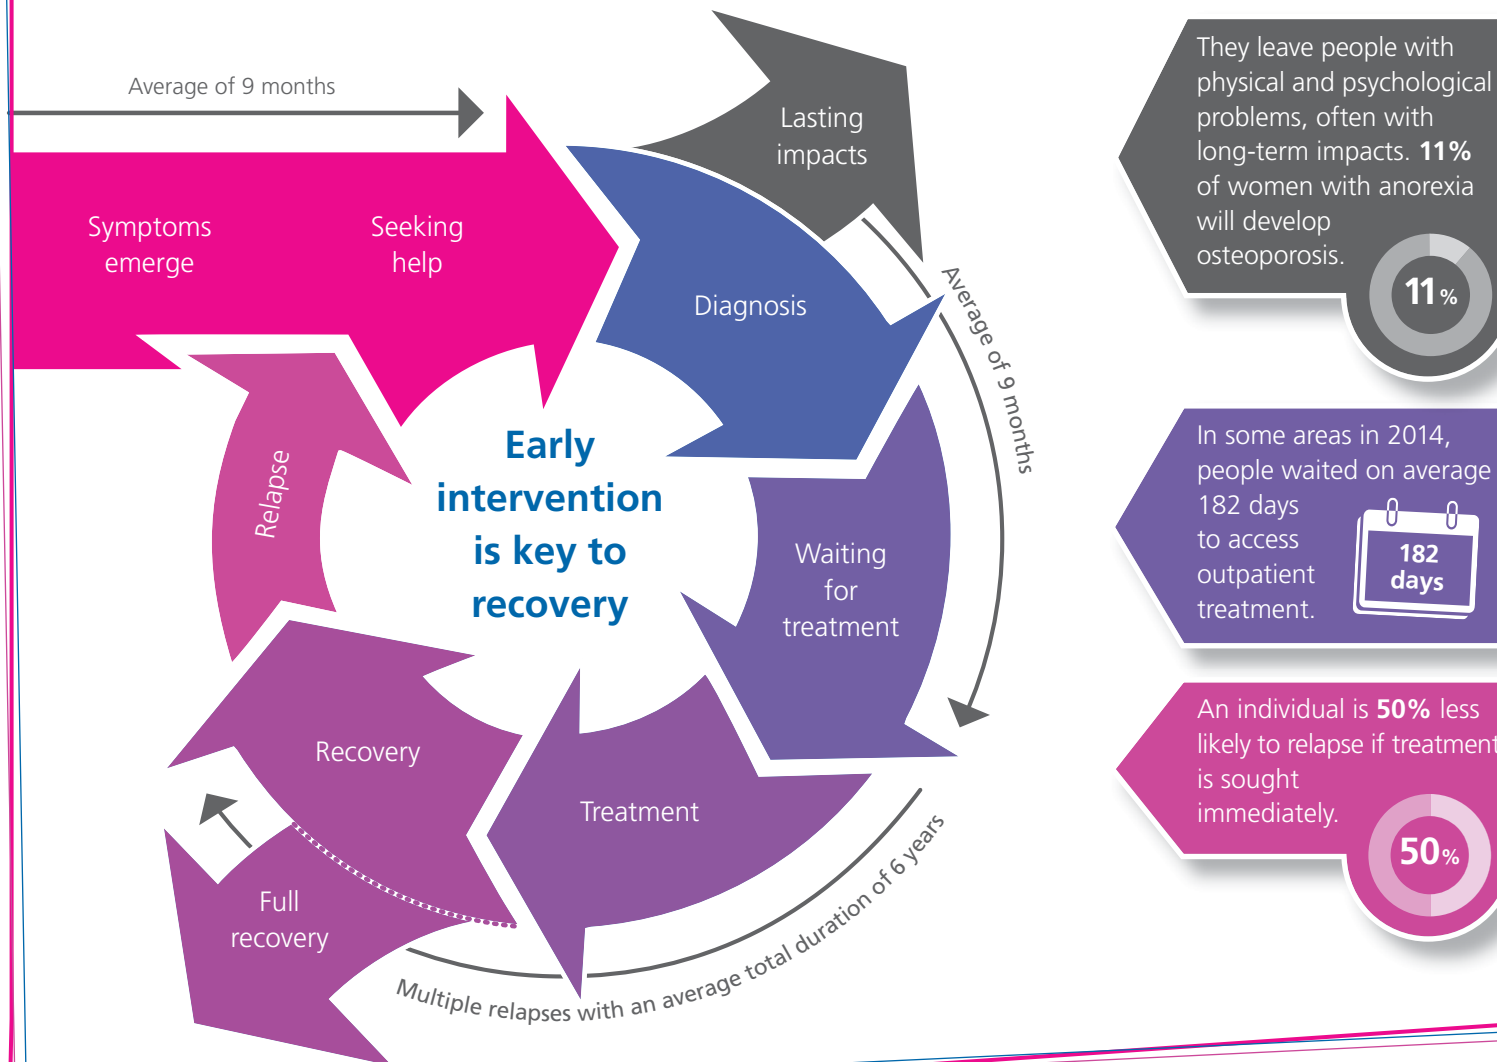 Average of 9 months
Symptoms
emerge
Seeking
help
Lasting
impacts
Diagnosis
Average of 9 months
Waiting
for
treatment
Treatment
Multiple relapses with an average total duration of 6 years
Recovery
Full
recovery
Relapse
Early
intervention
is key to
recovery
They leave people with
physical and psychological
problems, often with
long-term impacts. 11%
of women with anorexia
will develop
osteoporosis.
11%
In some areas in 2014,
people waited on average
182 days
to access
outpatient
treatment.
182
days
An individual is 50% less
likely to relapse if treatment
is sought
immediately.
50%